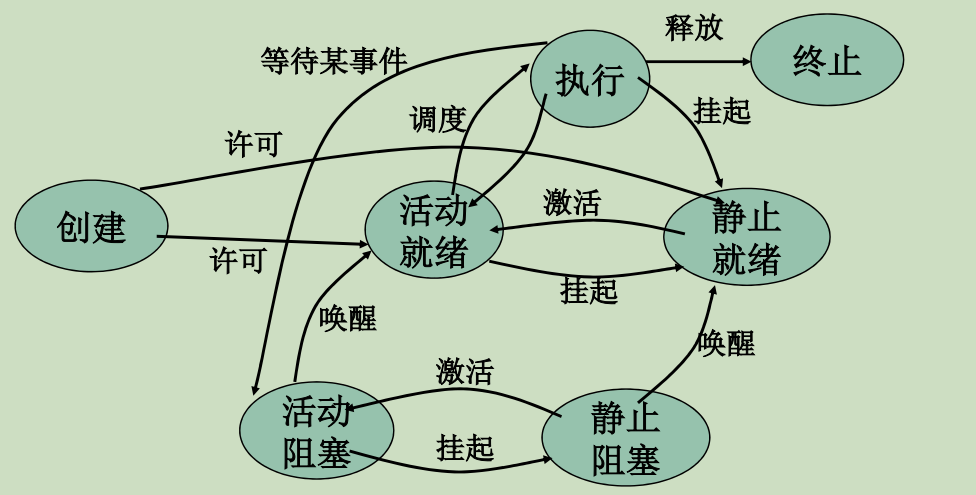 释放
等待某事件
执行
终止
调度
挂起
许可
创建
活动
就绪
激活
静止
就绪
许可
挂起
唤醒
唤醒
激活
活动
阻塞
挂起
静止
阻塞